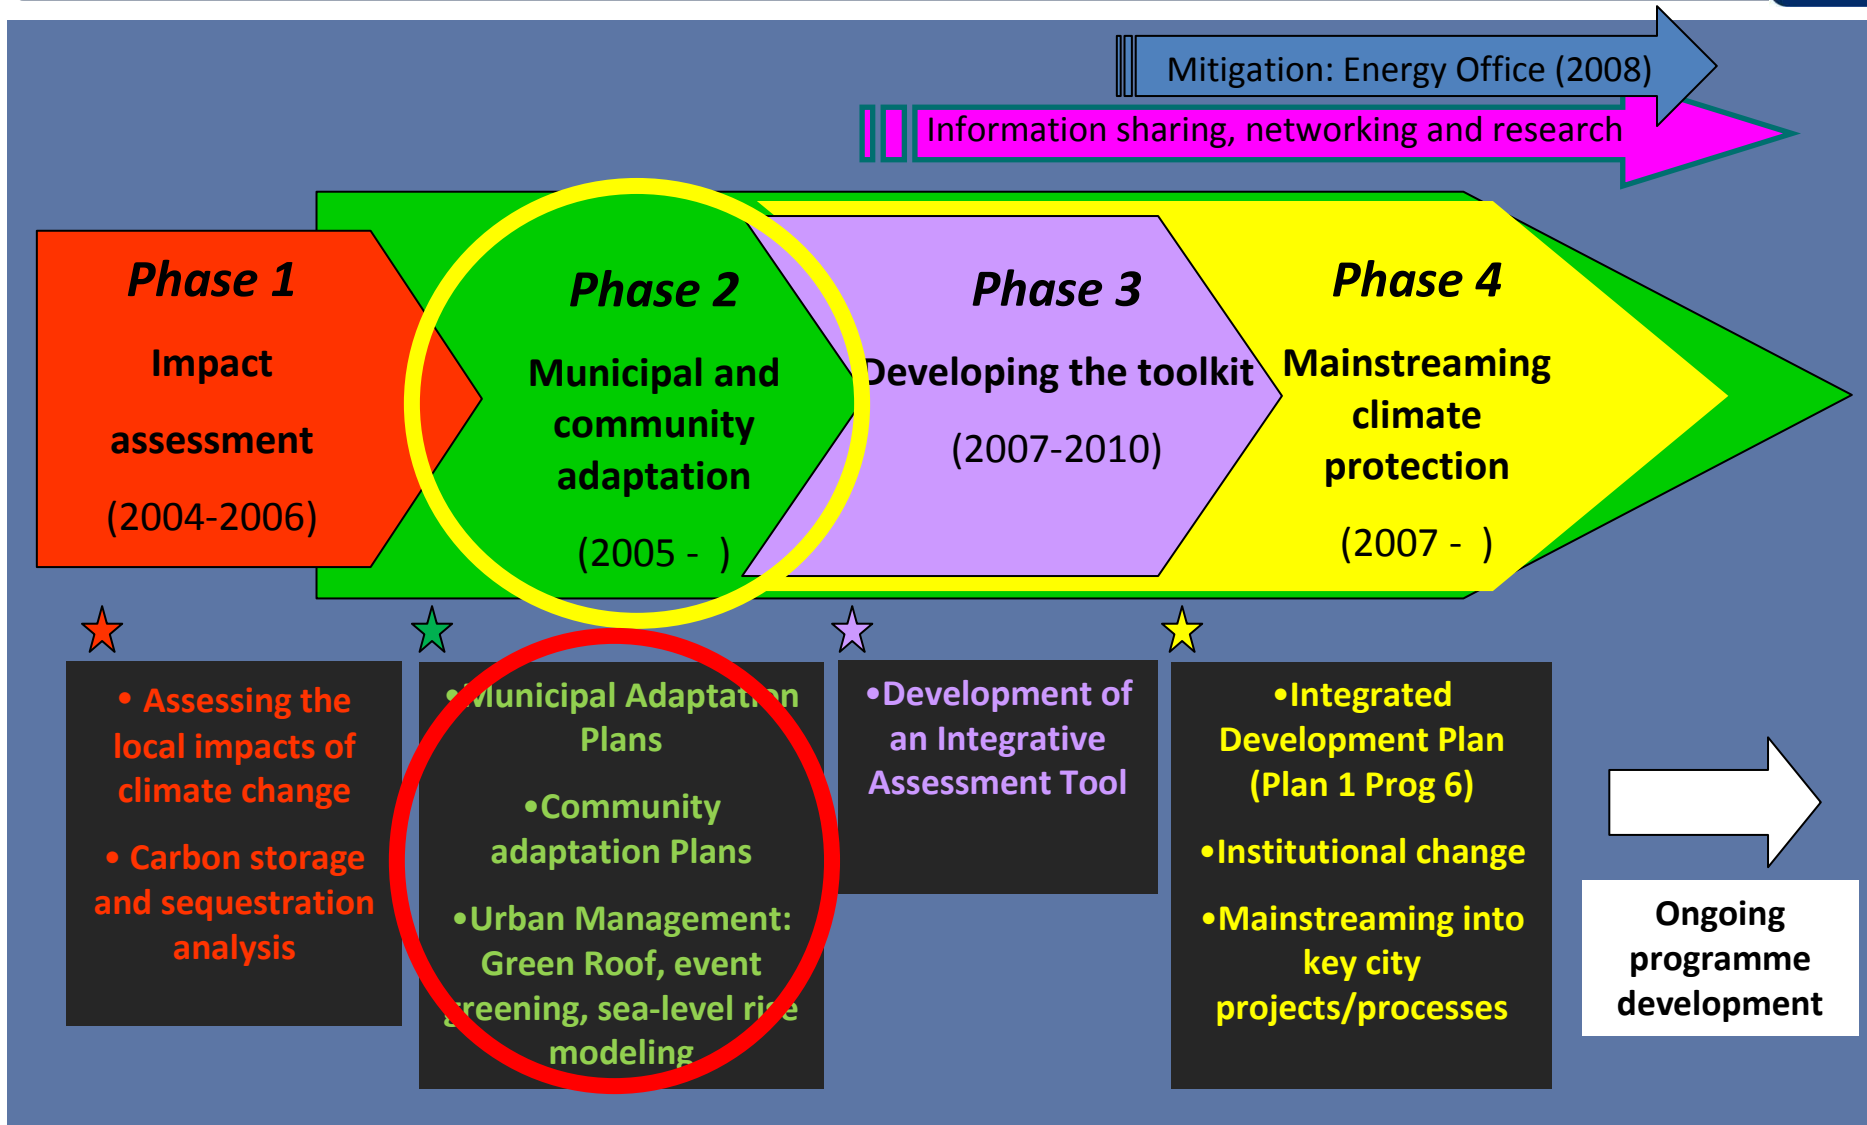 Mitigation: Energy Office (2008)
Information sharing, networking and research
Phase 1
Impact
assessment
(2004-2006)
Phase 2
Municipal and
community
adaptation
(2005 -  )
Phase 3
Developing the toolkit
(2007-2010)
Phase 4
Mainstreaming
climate
protection
(2007 -  )
• Assessing the
local impacts of
climate change
• Carbon storage
and sequestration
analysis
•Municipal Adaptation
Plans
•Community
adaptation Plans
•Urban Management:
Green Roof, event
greening, sea-level rise
modeling
•Development of
an Integrative
Assessment Tool
•Integrated
Development Plan
(Plan 1 Prog 6)
•Institutional change
•Mainstreaming into
key city
projects/processes
Ongoing
programme
development